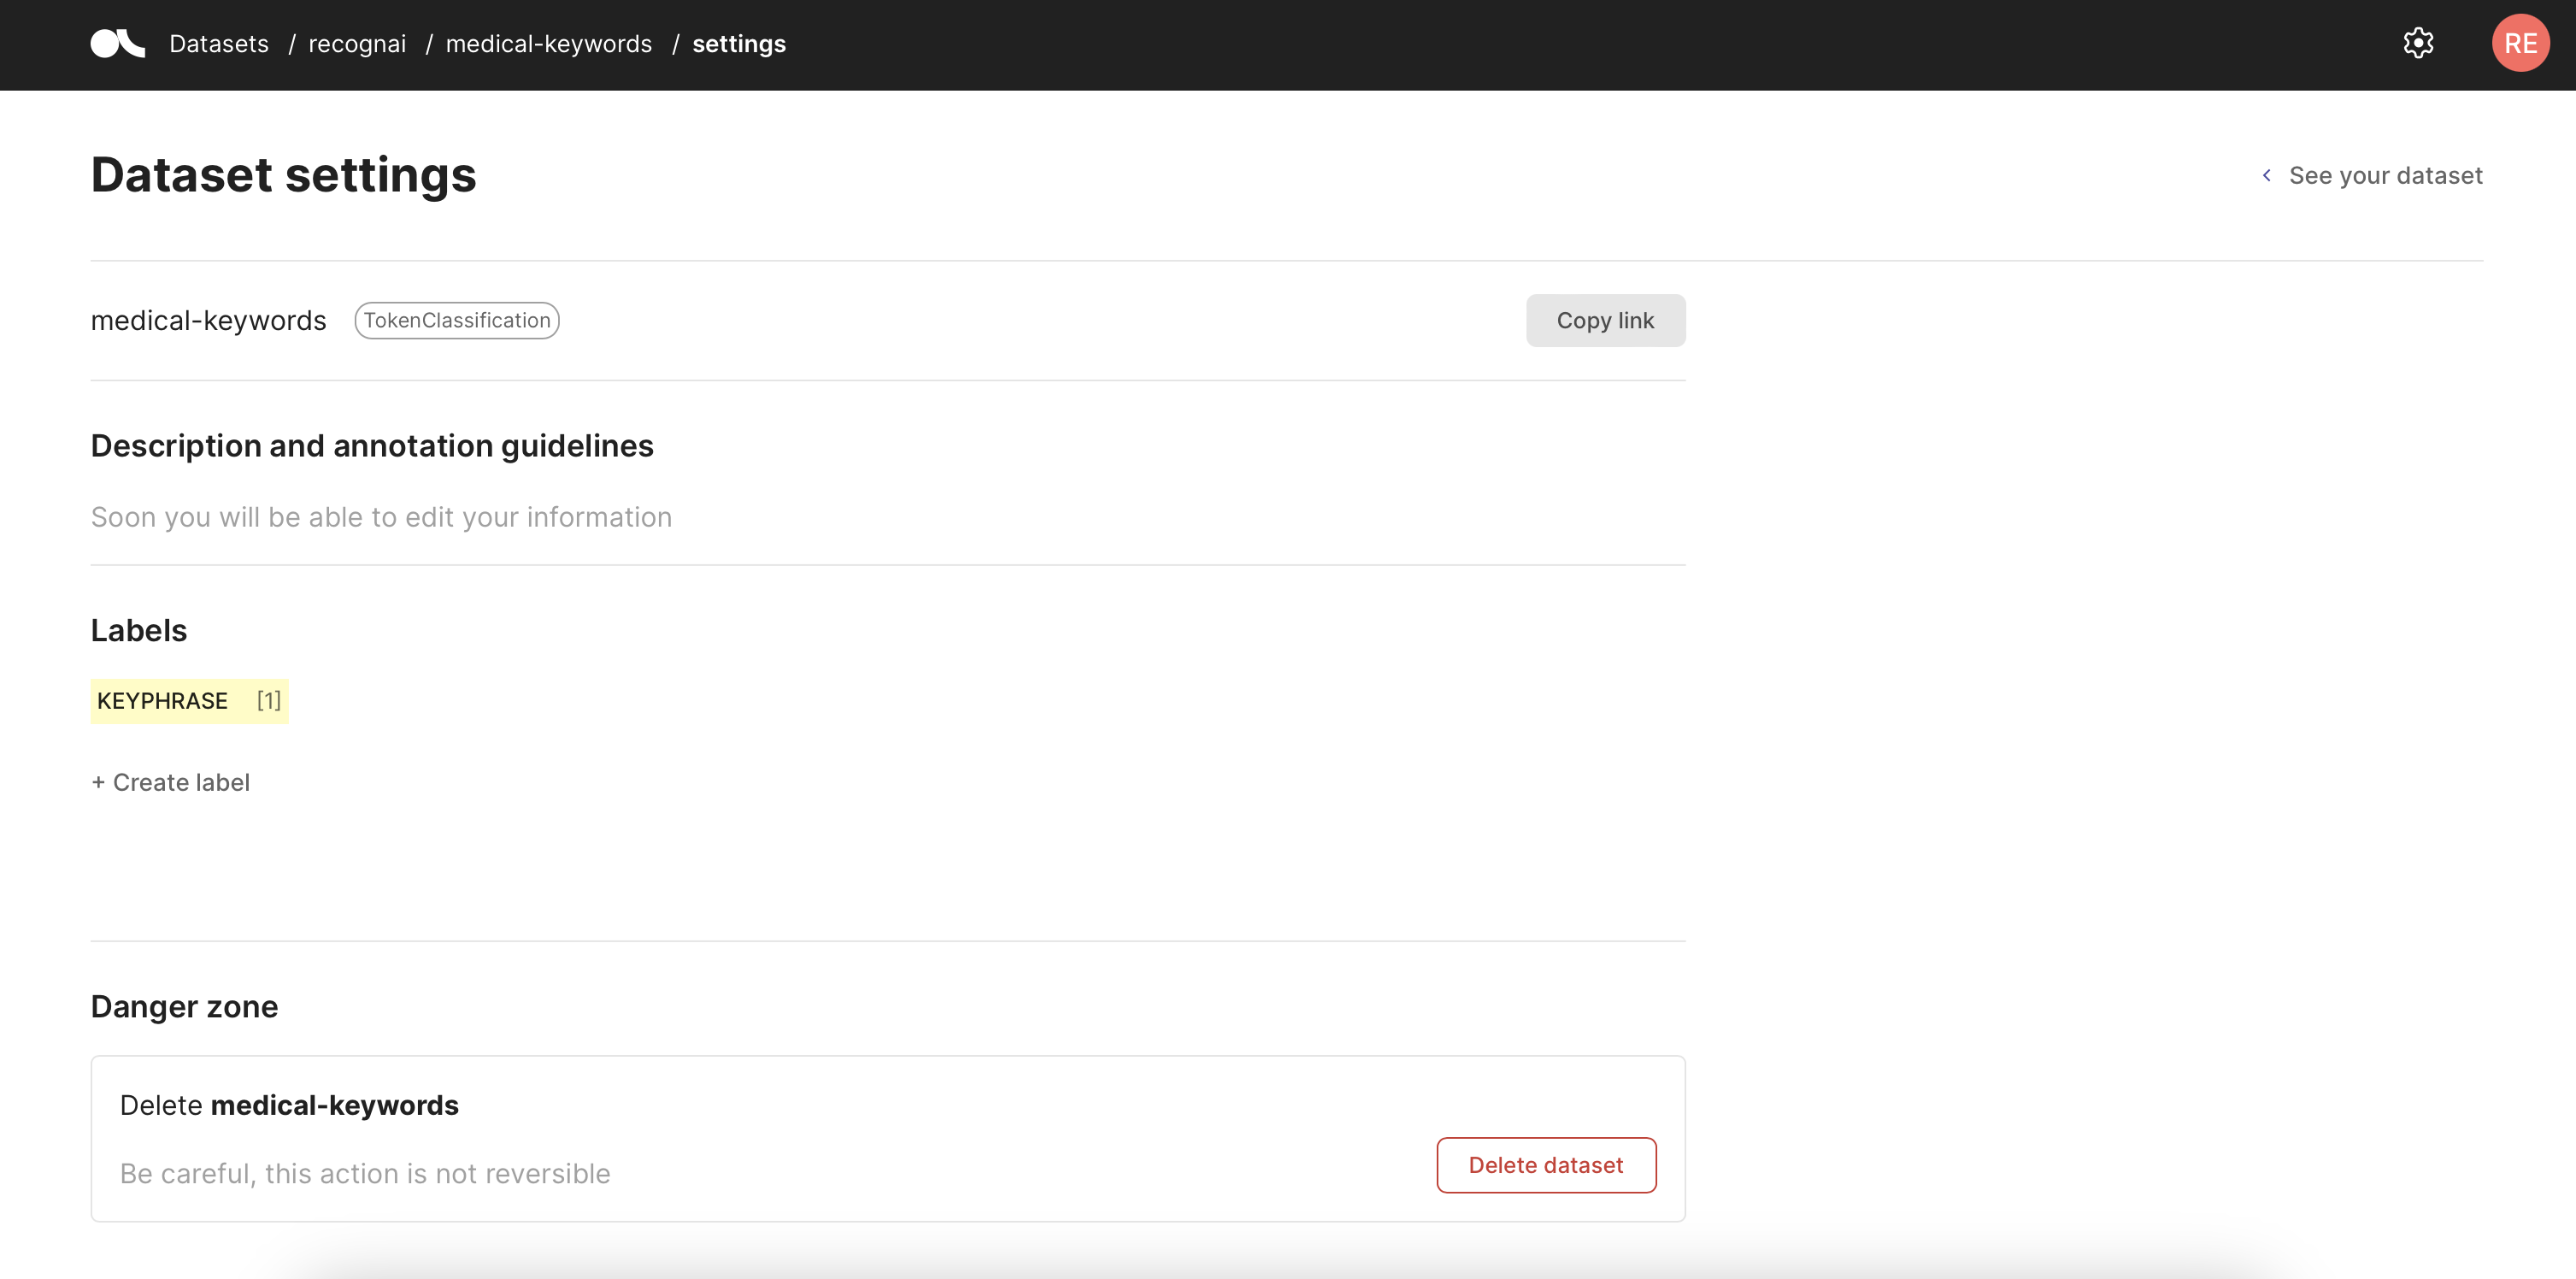 Datasets / recognai / medical-keywords / settings
RE
Dataset settings
See your dataset
medical-keywords TokenClassification
Copy link
Description and annotation guidelines
Soon you will be able to edit your information
Labels
KEYPHRASE [1]
+ Create label
Danger zone
Delete medical-keywords
Be careful, this action is not reversible
Delete dataset